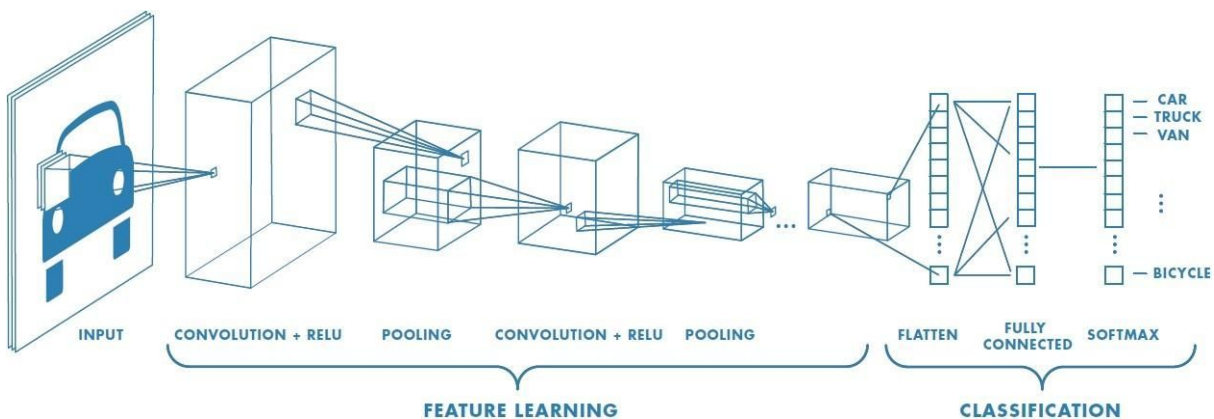 CAR
TRUCK
VAN
BICYCLE
INPUT
CONVOLUTION + RELU
POOLING
CONVOLUTION + RELU
POOLING
FLATTEN
FULLY
CONNECTED
SOFTMAX
FEATURE LEARNING
CLASSIFICATION